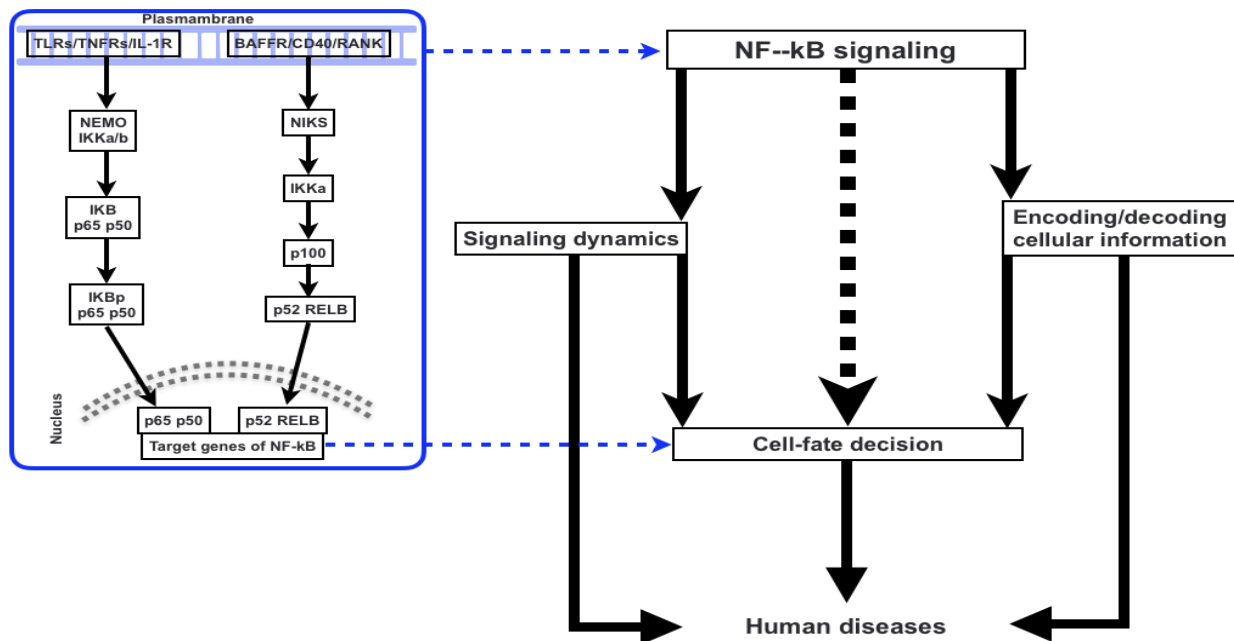 Plasmambrane
TLRs/TNFRs/IL-1R
BAFFR/CD40/RANK
NEMO
IKKa/b
IKB
p65 p50
IKBp
p65 p50
NIKS
IKKa
p100
p52 RELB
Nucleus
p65 p50
p52 RELB
Target genes of NF-kB
NF--kB signaling
Signaling dynamics
Encoding/decoding
cellular information
Cell-fate decision
Human diseases